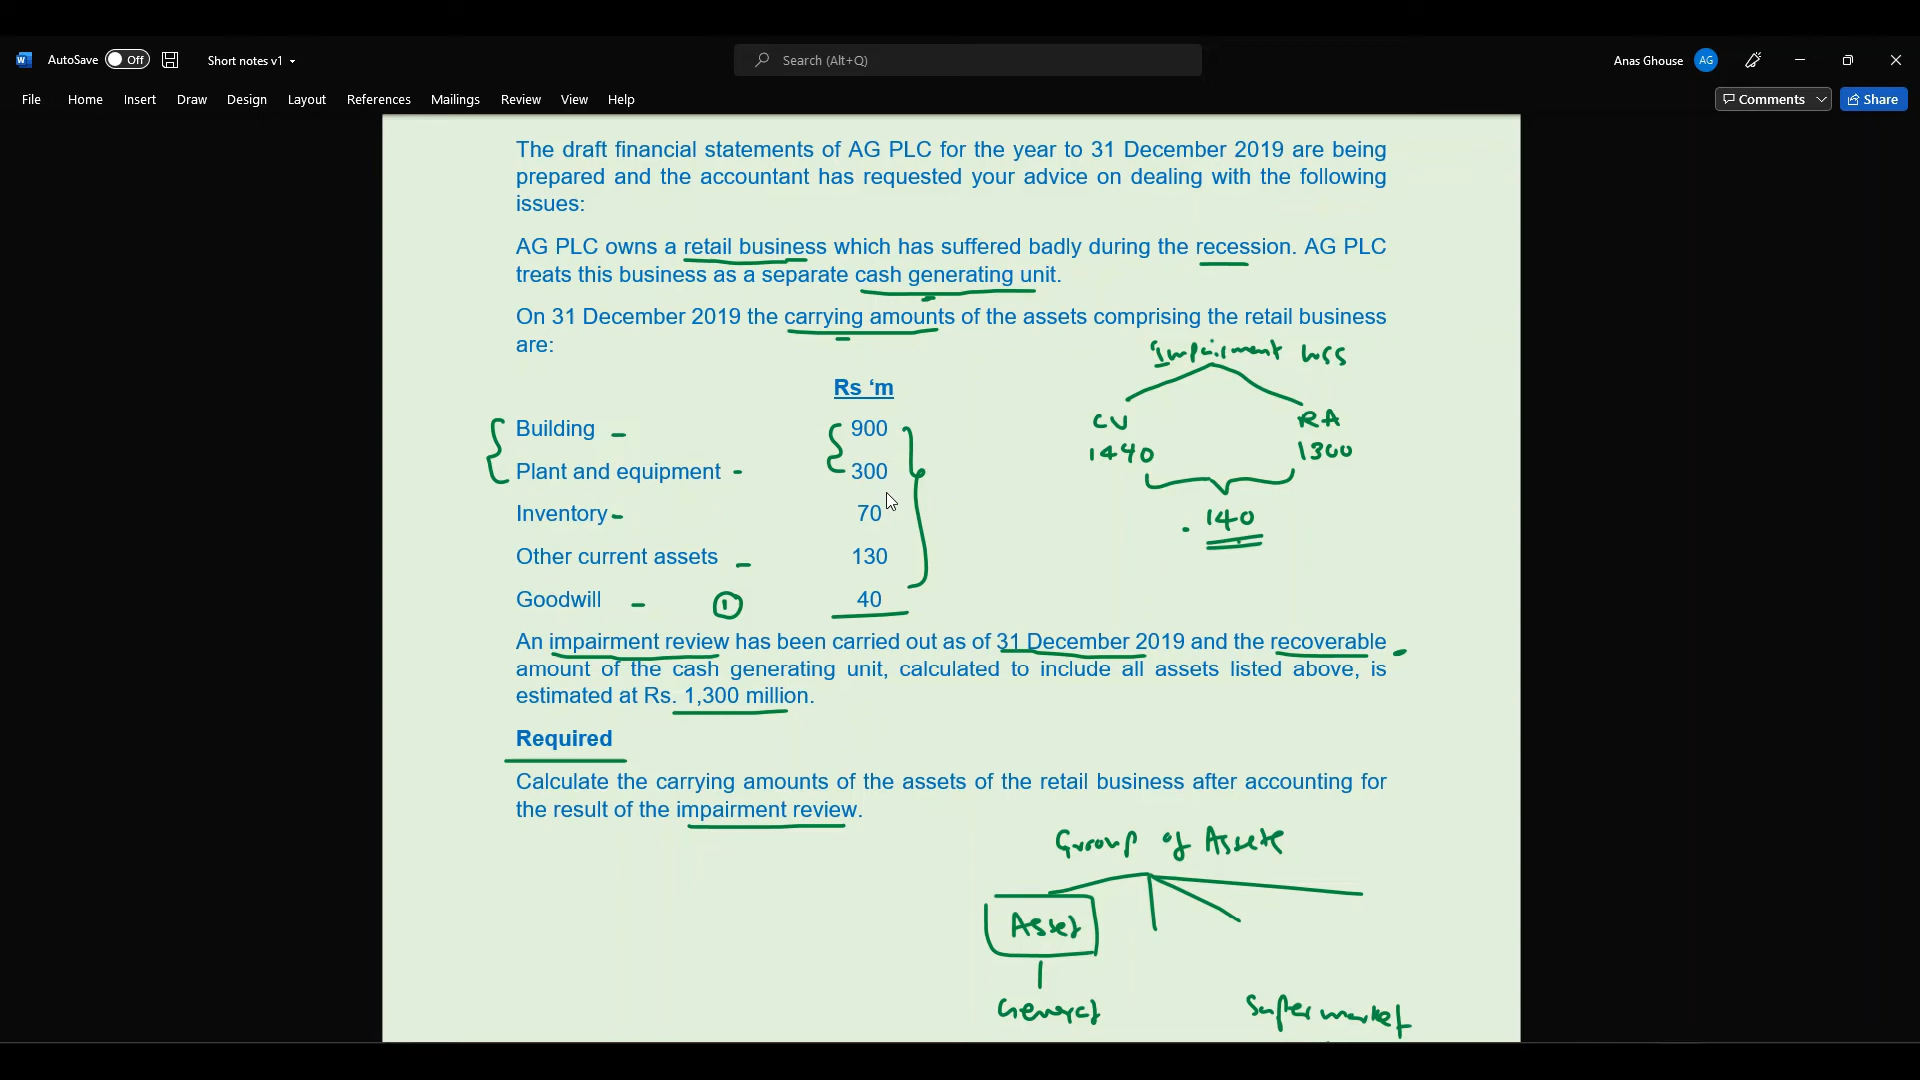 AutoSave Off Short notes v1 Search (Alt+Q) Anas Ghouse AG
File Home Insert Draw Design Layout References Mailings Review View Help Comments Share
The draft financial statements of AG PLC for the year to 31 December 2019 are being
prepared and the accountant has requested your advice on dealing with the following
issues:
AG PLC owns a retail business which has suffered badly during the recession. AG PLC
treats this business as a separate cash generating unit.
On 31 December 2019 the carrying amounts of the assets comprising the retail business
are:
Impairment loss
Rs ‘m
CV RA
Building 900
1440 1300
Plant and equipment 300
Inventory 70
140
Other current assets 130
Goodwill 1 40
An impairment review has been carried out as of 31 December 2019 and the recoverable
amount of the cash generating unit, calculated to include all assets listed above, is
estimated at Rs. 1,300 million.
Required
Calculate the carrying amounts of the assets of the retail business after accounting for
the result of the impairment review.
Group of Assets
Asset
Supermarket